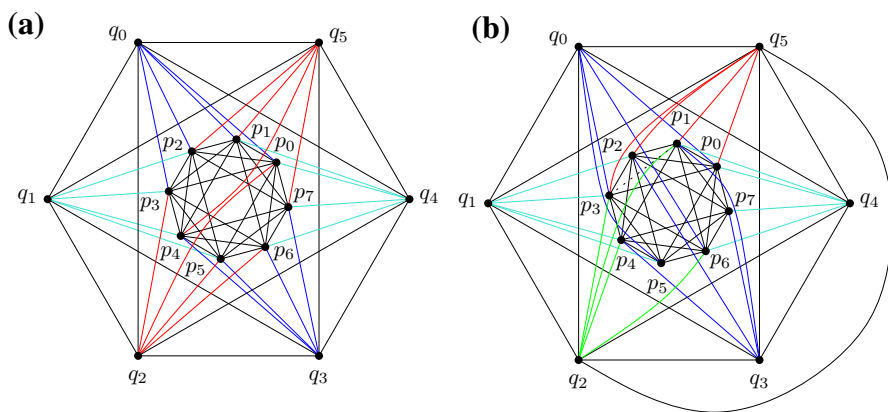 (a)
q₀
q₅
p₁
p₂
p₀
q₁
p₃
p₇
q₄
p₄
p₅
p₆
q₂
q₃
(b)
q₀
q₅
p₁
p₂
p₀
q₁
p₃
p₇
q₄
p₄
p₅
p₆
q₂
q₃